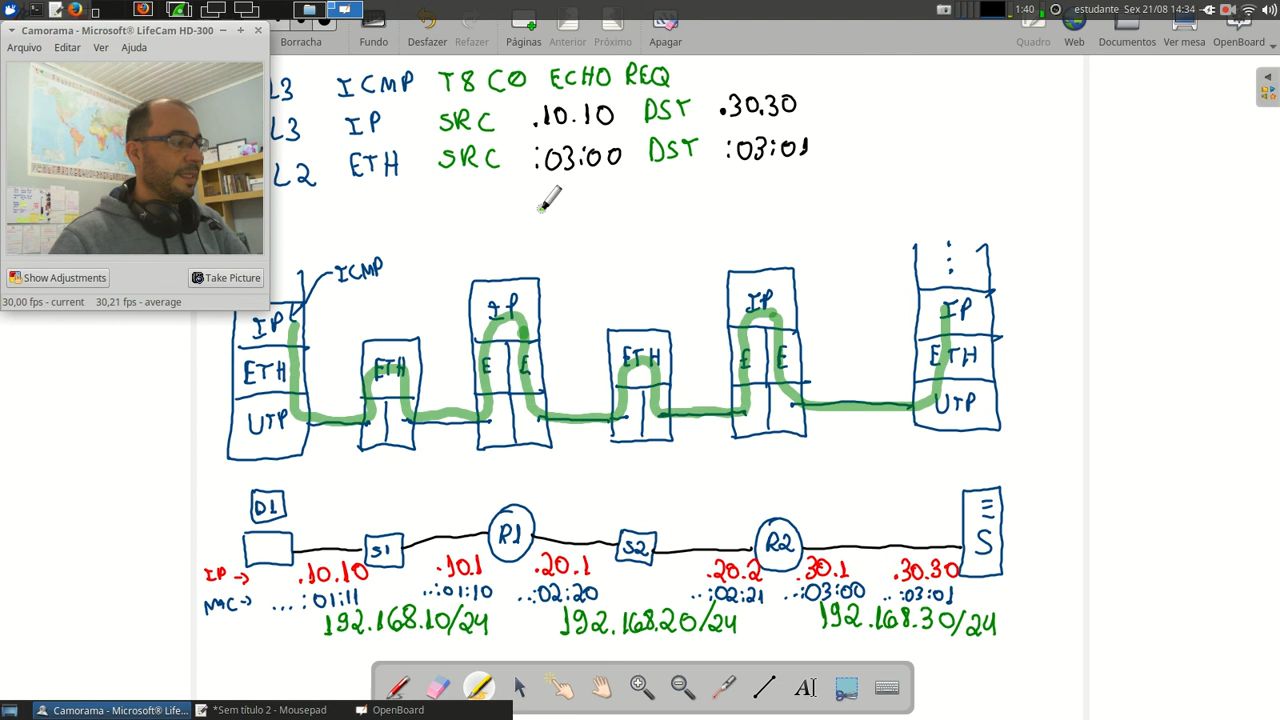 1:40 estudante Sex 21/08 14:34
Camorama - Microsoft® LifeCam HD-300
Arquivo Editar Ver Ajuda
Borracha Fundo Desfazer Refazer Páginas Anterior Próximo Apagar Quadro Web Documentos Ver mesa OpenBoard
L3 ICMP T8 C0 ECHO REQ
L3 IP SRC .10.10 DST .30.30
L2 ETH SRC :03:00 DST :03:01
Show Adjustments Take Picture
30,00 fps - current 30,21 fps - average
ICMP
IP IP IP IP
ETH ETH E E ETH E E ETH
UTP UTP
D1
S1 R1 S2 R2 S
IP → .10.10 .10.1 .20.1 .20.2 .30.1 .30.30
MAC → ...:01:11 ..:01:10 ..:02:20 ..:02:21 ..:03:00 ..:03:01
192.168.10/24 192.168.20/24 192.168.30/24
AI
Camorama - Microsoft® Life... *Sem título 2 - Mousepad OpenBoard